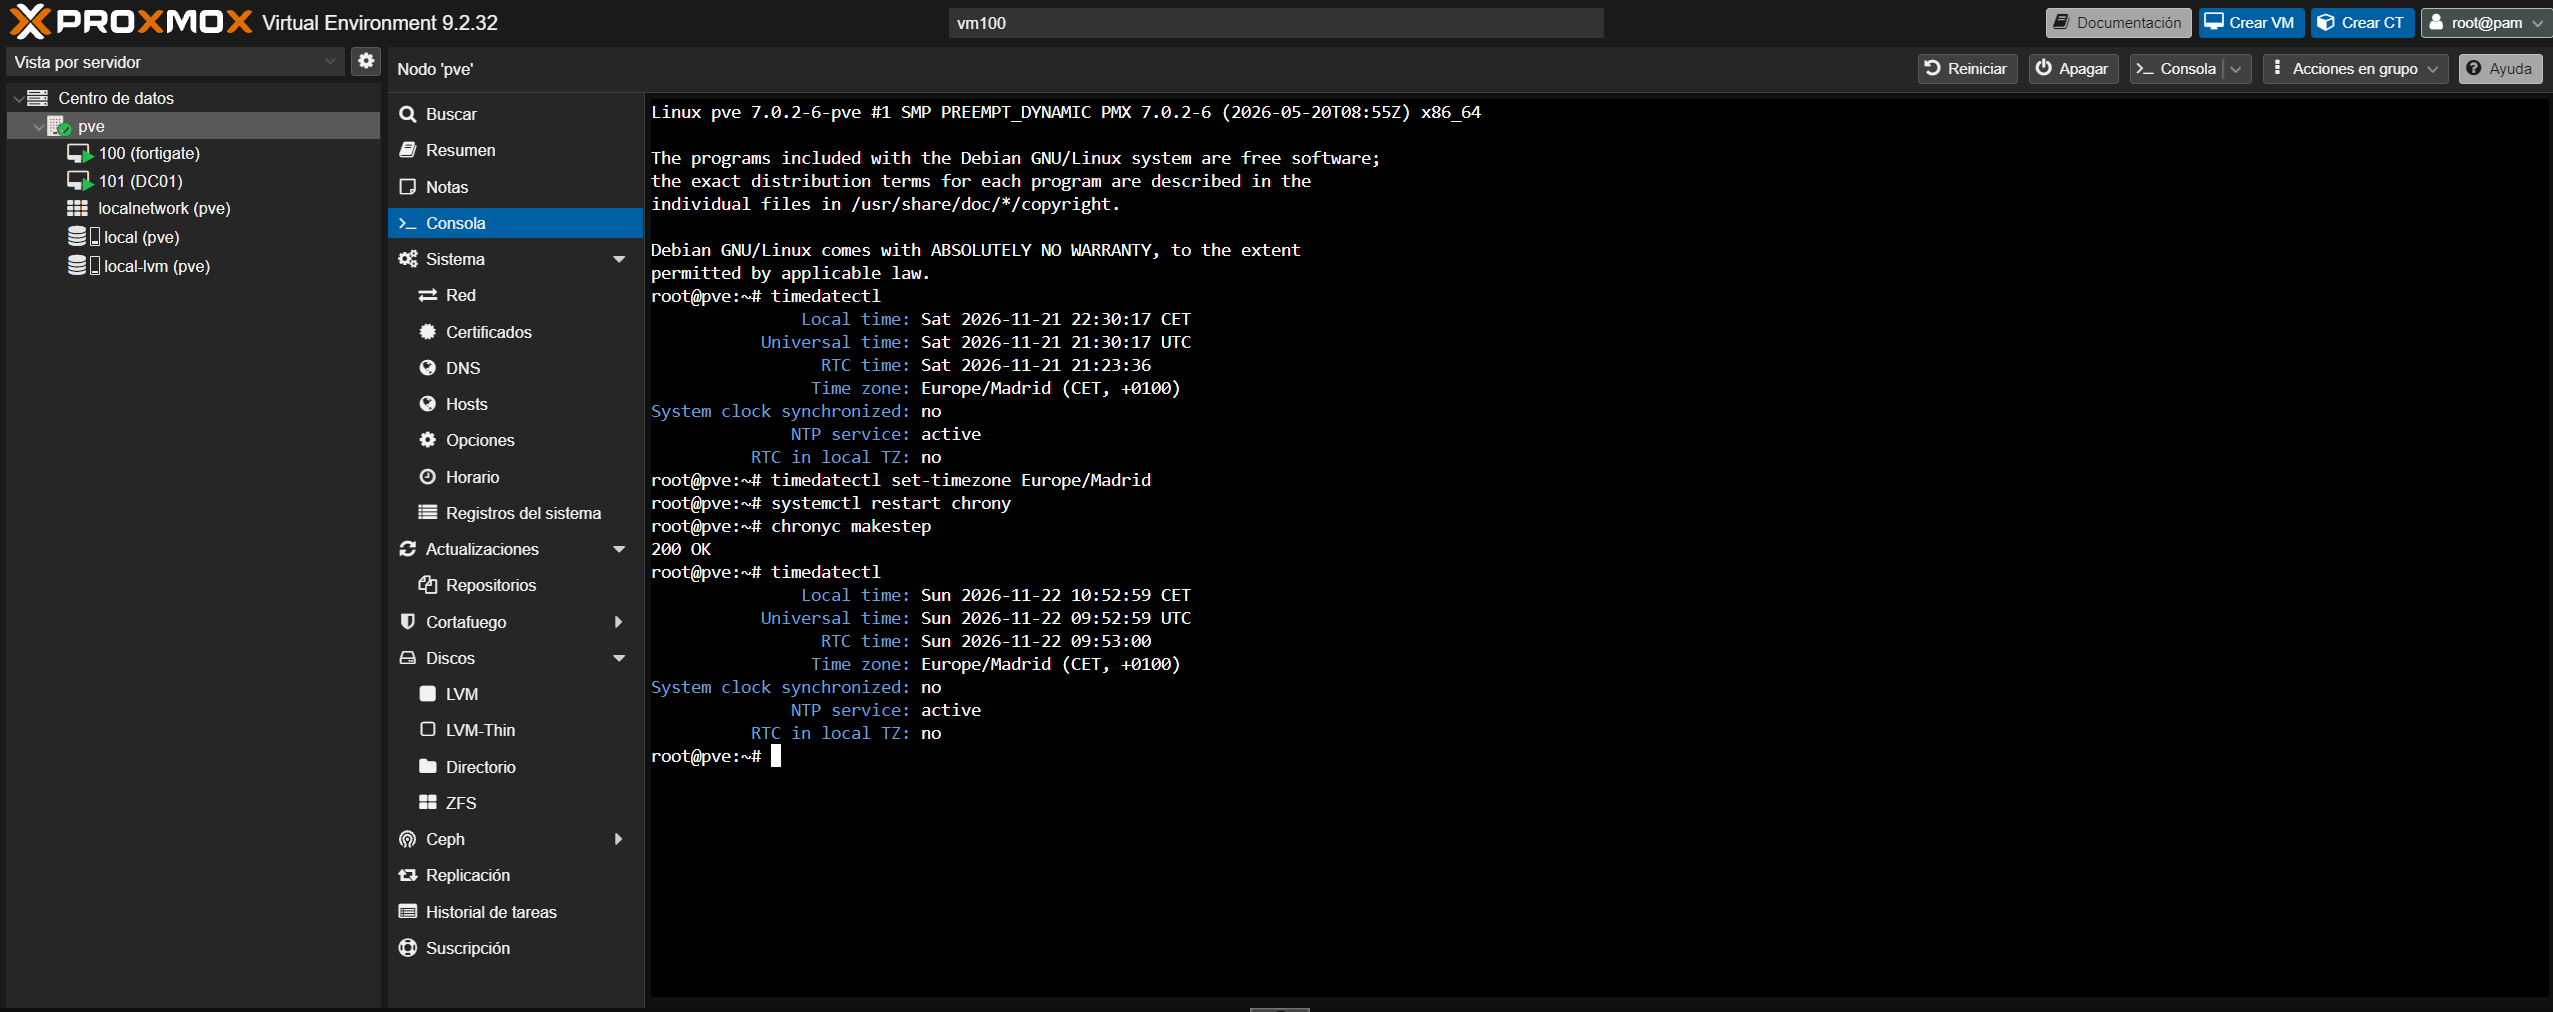 PROXMOX Virtual Environment 9.2.32
vm100
Documentación
Crear VM
Crear CT
root@pam
Vista por servidor
Centro de datos
pve
100 (fortigate)
101 (DC01)
localnetwork (pve)
local (pve)
local-lvm (pve)
Nodo 'pve'
Reiniciar
Apagar
Consola
Acciones en grupo
Ayuda
Buscar
Resumen
Notas
Consola
Sistema
Red
Certificados
DNS
Hosts
Opciones
Horario
Registros del sistema
Actualizaciones
Repositorios
Cortafuego
Discos
LVM
LVM-Thin
Directorio
ZFS
Ceph
Replicación
Historial de tareas
Suscripción
Linux pve 7.0.2-6-pve #1 SMP PREEMPT_DYNAMIC PMX 7.0.2-6 (2026-05-20T08:55Z) x86_64
The programs included with the Debian GNU/Linux system are free software;
the exact distribution terms for each program are described in the
individual files in /usr/share/doc/*/copyright.
Debian GNU/Linux comes with ABSOLUTELY NO WARRANTY, to the extent
permitted by applicable law.
root@pve:~# timedatectl
Local time: Sat 2026-11-21 22:30:17 CET
Universal time: Sat 2026-11-21 21:30:17 UTC
RTC time: Sat 2026-11-21 21:23:36
Time zone: Europe/Madrid (CET, +0100)
System clock synchronized: no
NTP service: active
RTC in local TZ: no
root@pve:~# timedatectl set-timezone Europe/Madrid
root@pve:~# systemctl restart chrony
root@pve:~# chronyc makestep
200 OK
root@pve:~# timedatectl
Local time: Sun 2026-11-22 10:52:59 CET
Universal time: Sun 2026-11-22 09:52:59 UTC
RTC time: Sun 2026-11-22 09:53:00
Time zone: Europe/Madrid (CET, +0100)
System clock synchronized: no
NTP service: active
RTC in local TZ: no
root@pve:~#